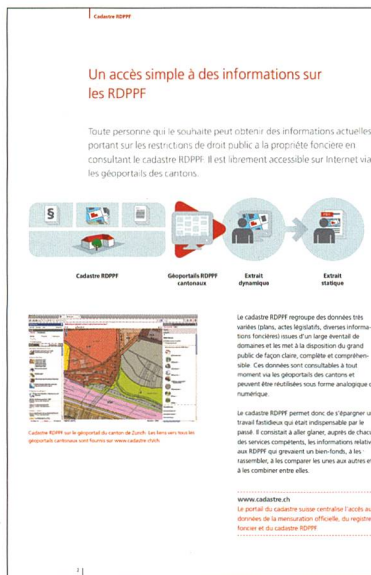 Cadastre RDPPF
Un accès simple à des informations sur
les RDPPF
Toute personne qui le souhaite peut obtenir des informations actuelles
portant sur les restrictions de droit public à la propriété foncière en
consultant le cadastre RDPPF. Il est librement accessible sur Internet via
les géoportails des cantons.
§
Cadastre RDPPF
Géoportails RDPPF
cantonaux
Extrait
dynamique
Extrait
statique
Cadastre RDPPF sur le géoportail du canton de Zurich. Les liens vers tous les
géoportails cantonaux sont fournis sur www.cadastre.ch/ch.
Le cadastre RDPPF regroupe des données très
variées (plans, actes législatifs, diverses informa-
tions foncières) issues d'un large éventail de
domaines et les met à la disposition du grand
public de façon claire, complète et compréhen-
sible. Ces données sont consultables à tout
moment via les géoportails des cantons et
peuvent être réutilisées sous forme analogique o
numérique.
Le cadastre RDPPF permet donc de s'épargner u
travail fastidieux qui était indispensable par le
passé. Il consistait à aller glaner, auprès de chacu
des services compétents, les informations relative
aux RDPPF qui grevaient un bien-fonds, à les
rassembler, à les comparer les unes aux autres et
à les combiner entre elles.
www.cadastre.ch
Le portail du cadastre suisse centralise l'accès au
données de la mensuration officielle, du registre
foncier et du cadastre RDPPF.
2